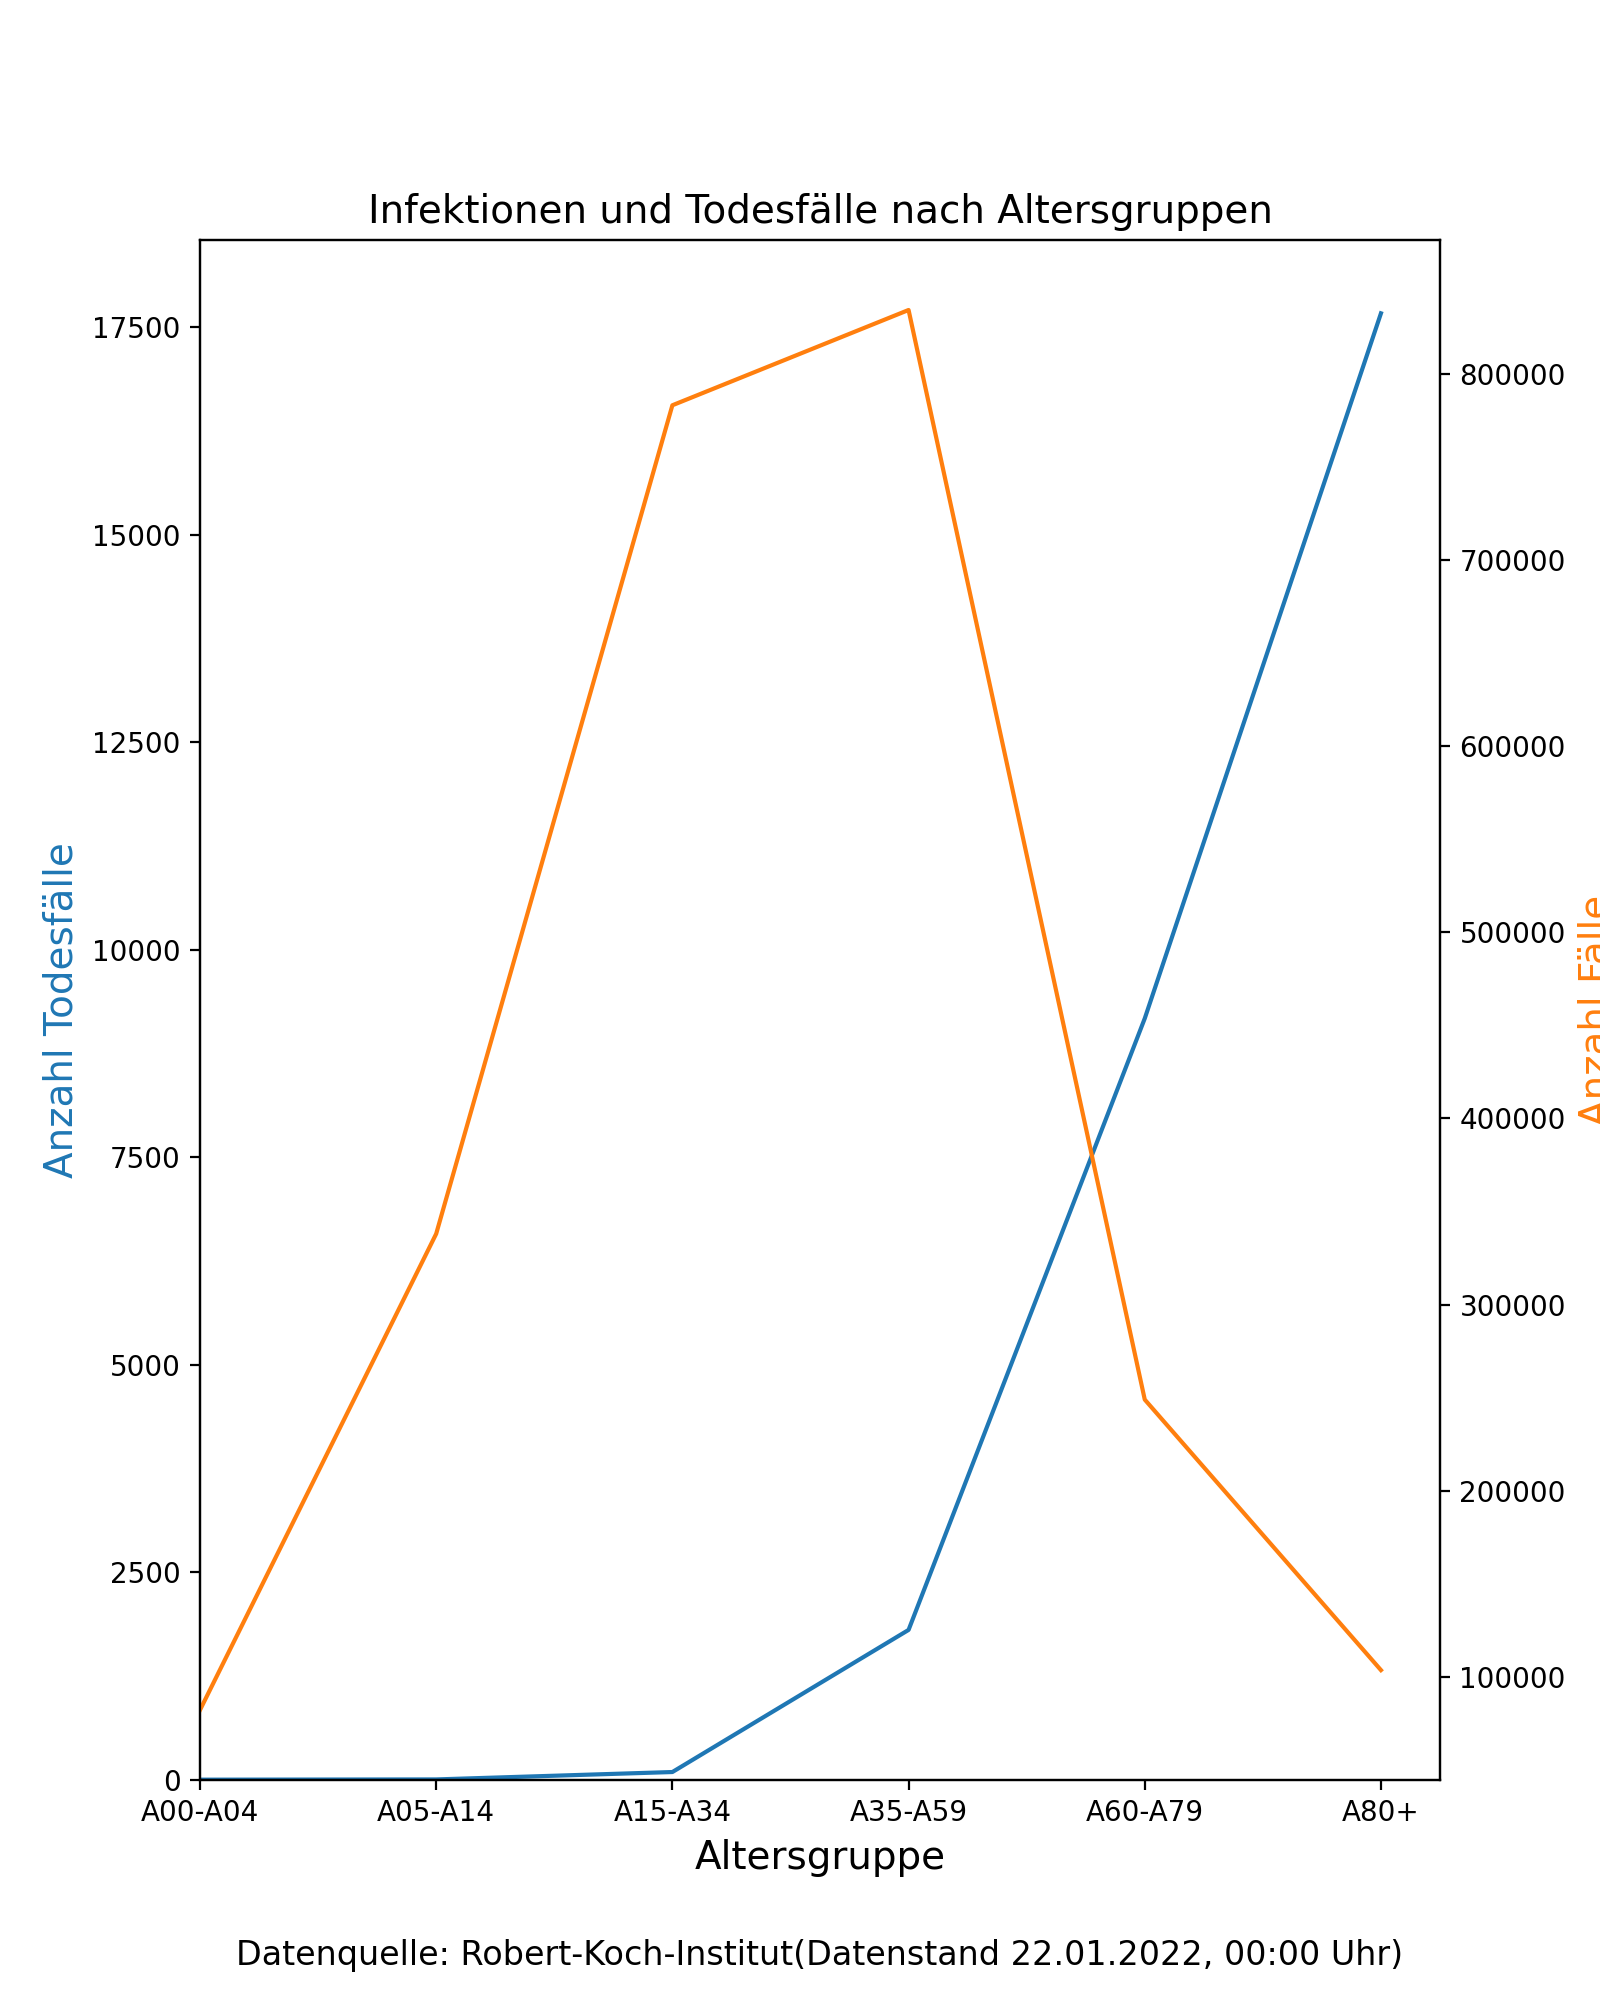 Infektionen und Todesfälle nach Altersgruppen
17500
15000
12500
10000
7500
5000
2500
0
Anzahl Todesfälle
800000
700000
600000
500000
400000
300000
200000
100000
Anzahl Fälle
A00-A04 A05-A14 A15-A34 A35-A59 A60-A79 A80+
Altersgruppe
Datenquelle: Robert-Koch-Institut(Datenstand 22.01.2022, 00:00 Uhr)